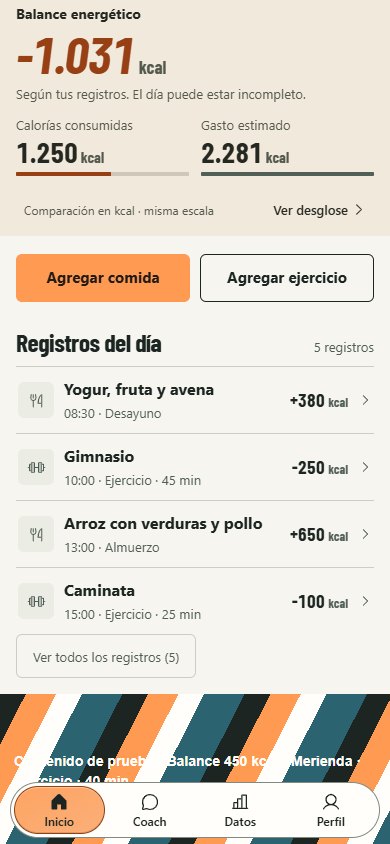 Balance energético
-1.031 kcal
Según tus registros. El día puede estar incompleto.
Calorías consumidas
1.250 kcal
Gasto estimado
2.281 kcal
Comparación en kcal · misma escala
Ver desglose
Agregar comida
Agregar ejercicio
Registros del día
5 registros
Yogur, fruta y avena
08:30 · Desayuno
+380 kcal
Gimnasio
10:00 · Ejercicio · 45 min
-250 kcal
Arroz con verduras y pollo
13:00 · Almuerzo
+650 kcal
Caminata
15:00 · Ejercicio · 25 min
-100 kcal
Ver todos los registros (5)
de Balance 450 Merienda ·
· 40 min
Inicio
Coach
Datos
Perfil